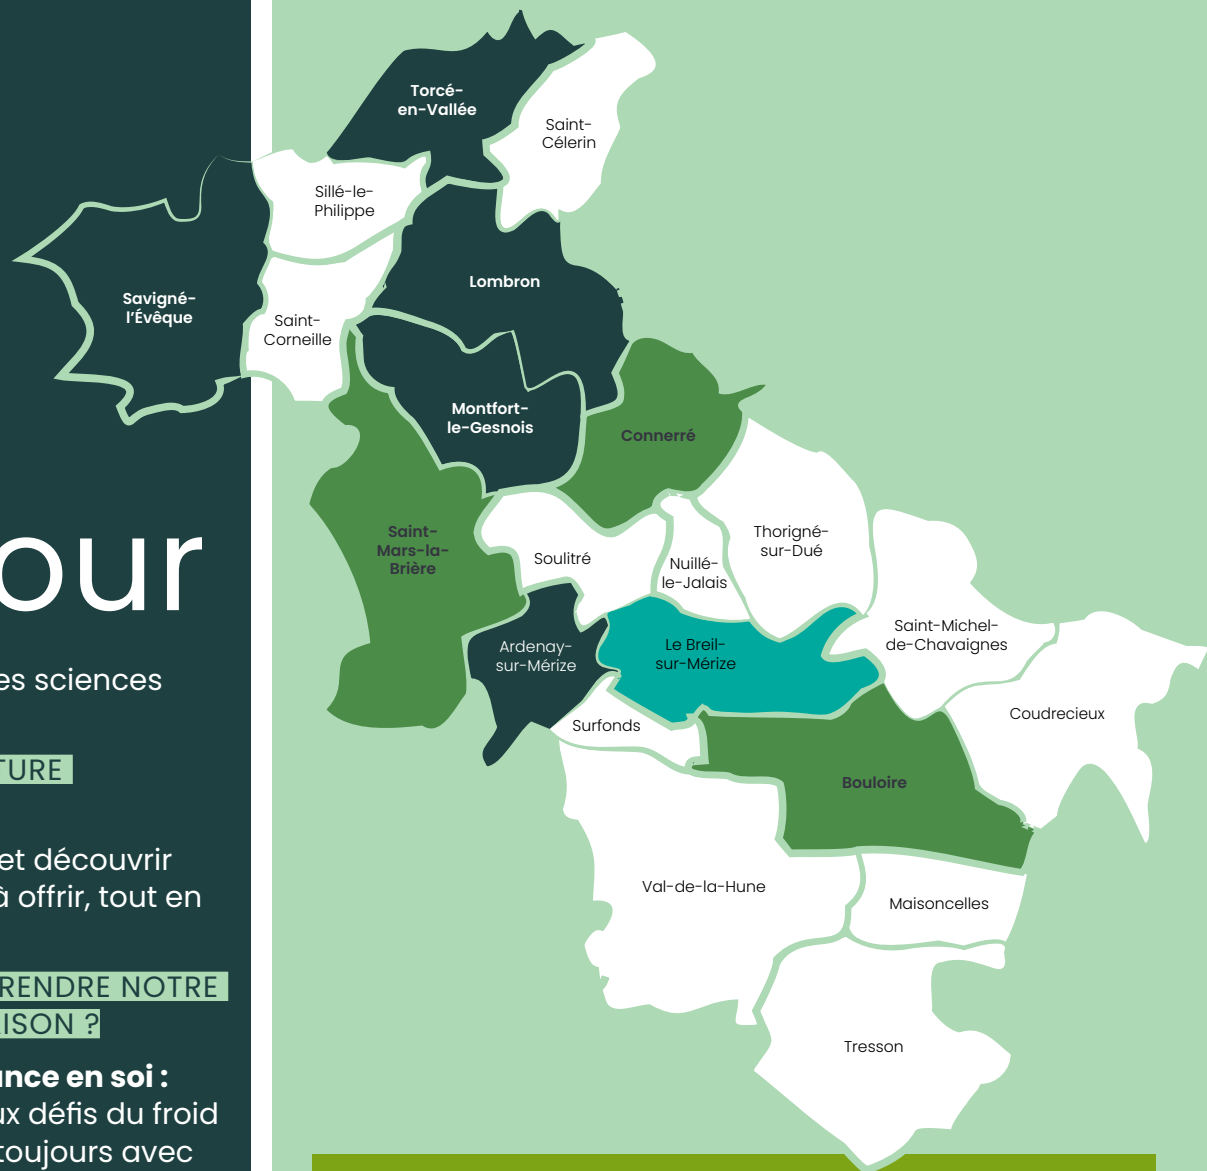 our
es sciences
TURE
et découvrir
à offrir, tout en
RENDRE NOTRE
ISON ?
ance en soi :
ux défis du froid
toujours avec
Torcé-
en-Vallée
Saint-
Célerin
Sillé-le-
Philippe
Lombron
Savigné-
l’Évêque
Saint-
Corneille
Montfort-
le-Gesnois
Connerré
Saint-
Mars-la-
Brière
Soulitré
Nuillé-
le-Jalais
Thorigné-
sur-Dué
Ardenay-
sur-Mérize
Le Breil-
sur-Mérize
Saint-Michel-
de-Chavaignes
Surfonds
Coudrecieux
Bouloire
Val-de-la-Hune
Maisoncelles
Tresson